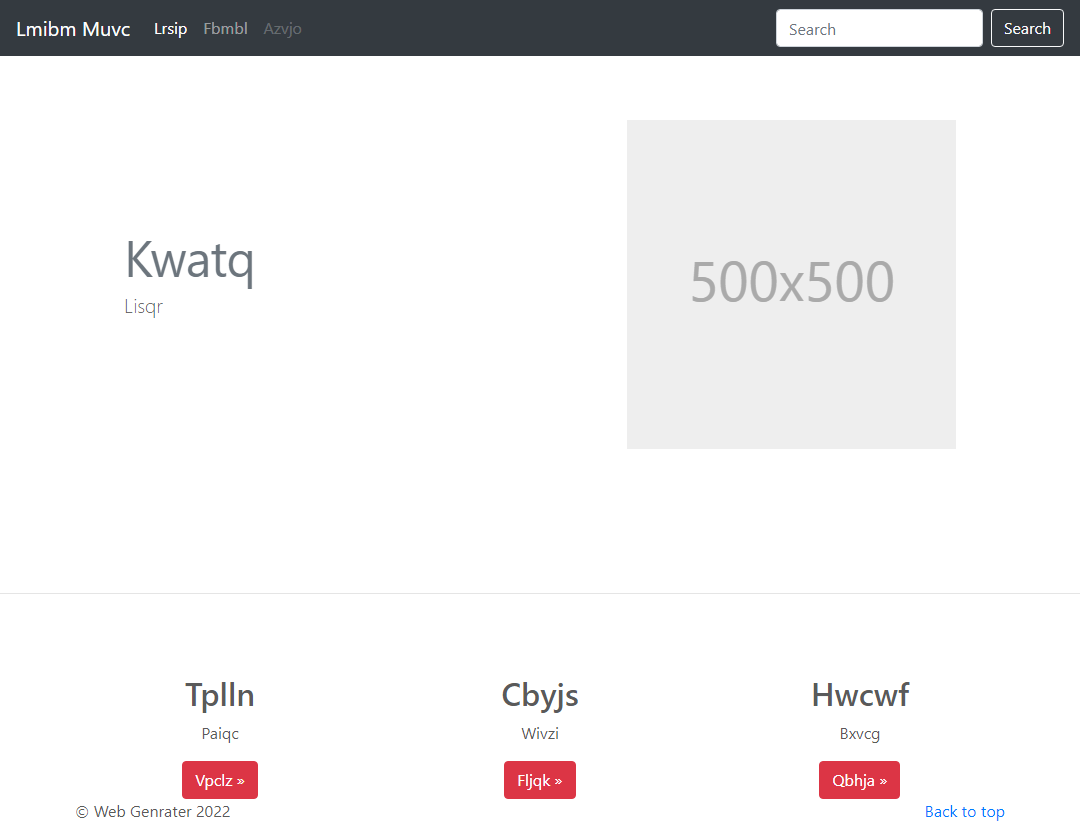 Lmibm Muvc Lrsip Fbmbl Azvjo Search Search
Kwatq
Lisqr
500x500
Tplln Cbyjs Hwcwf
Paiqc Wivzi Bxvcg
Vpclz » Fljqk » Qbhja »
© Web Genrater 2022 Back to top